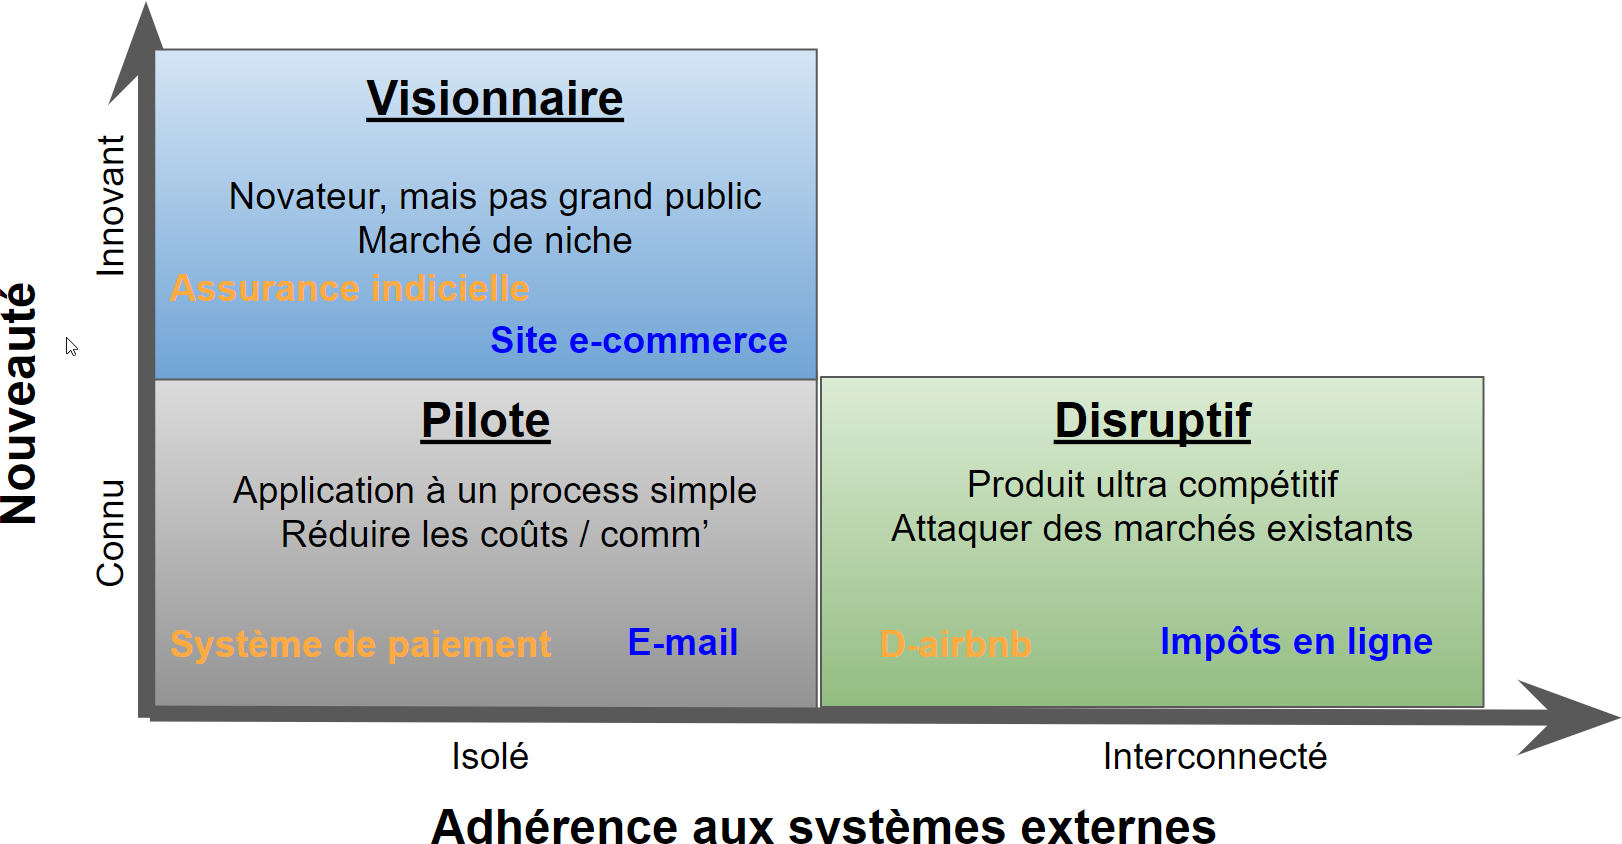 Nouveauté
Innovant
Connu
Visionnaire
Novateur, mais pas grand public
Marché de niche
Assurance indicielle
Site e-commerce
Pilote
Application à un process simple
Réduire les coûts / comm’
Système de paiement
E-mail
Disruptif
Produit ultra compétitif
Attaquer des marchés existants
D-airbnb
Impôts en ligne
Isolé
Interconnecté
Adhérence aux systèmes externes